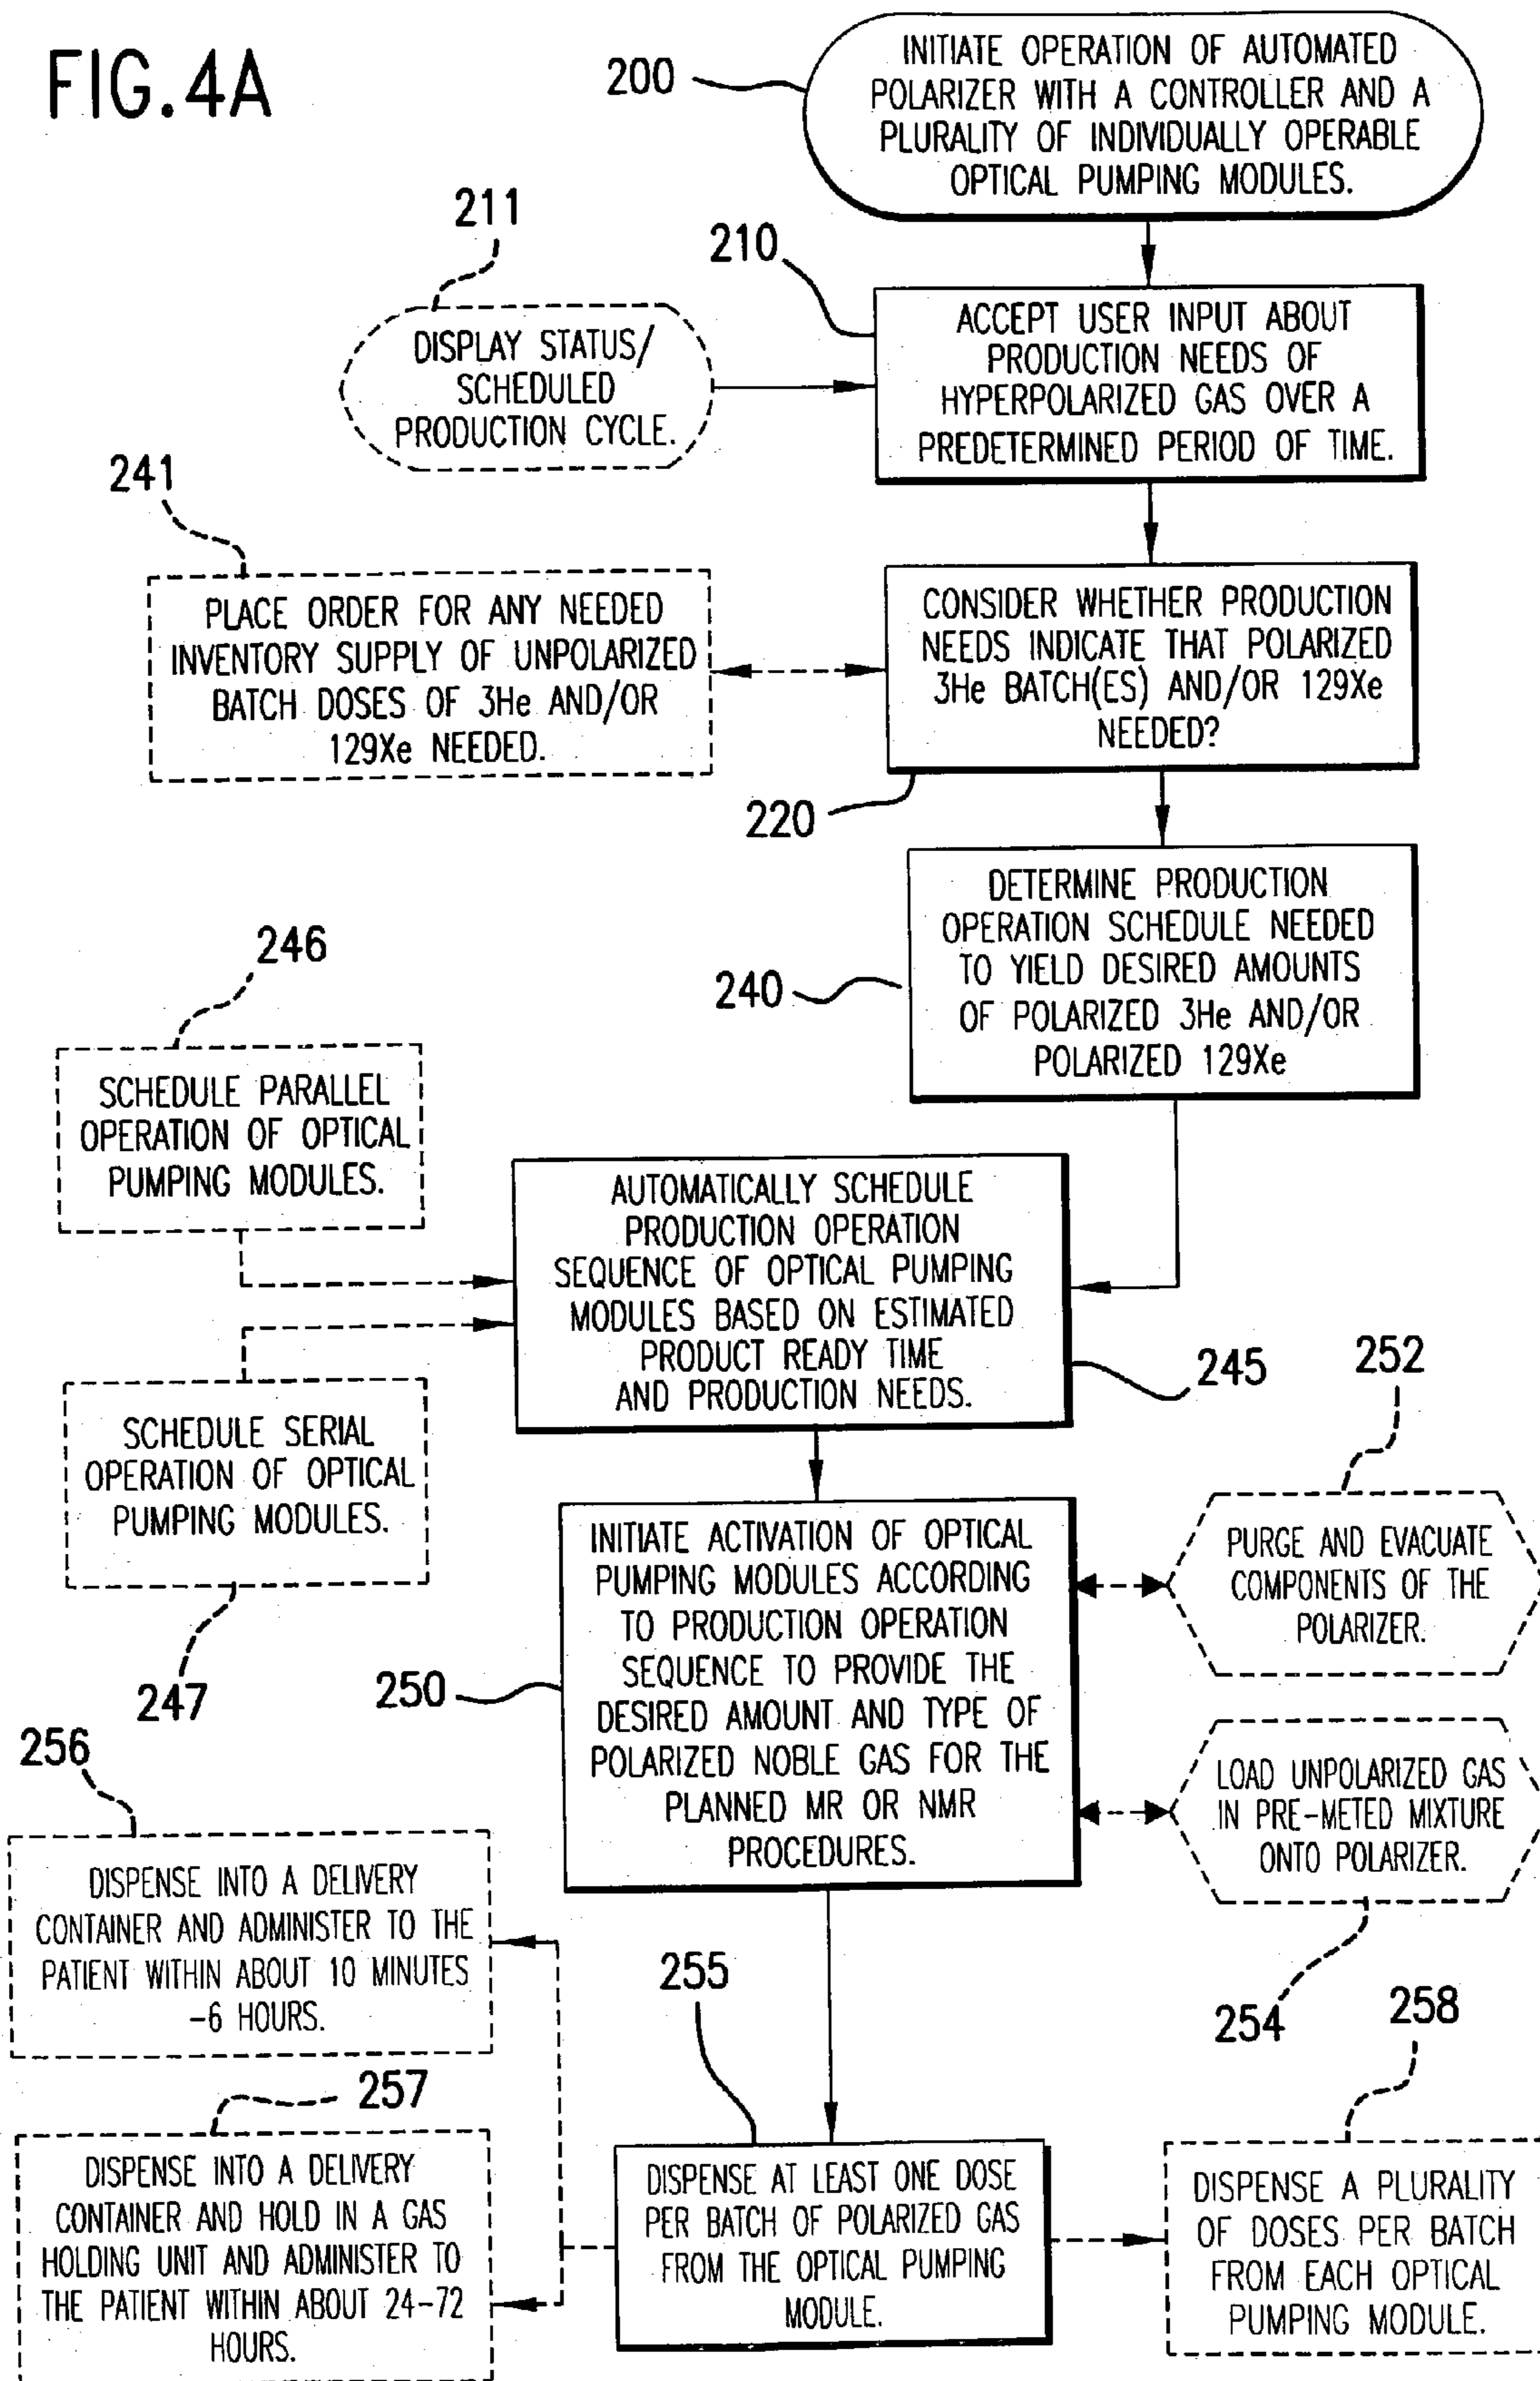 FIG.4A
200
INITIATE OPERATION OF AUTOMATED
POLARIZER WITH A CONTROLLER AND A
PLURALITY OF INDIVIDUALLY OPERABLE
OPTICAL PUMPING MODULES.
211
DISPLAY STATUS/
SCHEDULED
PRODUCTION CYCLE.
210
ACCEPT USER INPUT ABOUT
PRODUCTION NEEDS OF
HYPERPOLARIZED GAS OVER A
PREDETERMINED PERIOD OF TIME.
241
PLACE ORDER FOR ANY NEEDED
INVENTORY SUPPLY OF UNPOLARIZED
BATCH DOSES OF 3He AND/OR
129Xe NEEDED.
CONSIDER WHETHER PRODUCTION
NEEDS INDICATE THAT POLARIZED
3He BATCH(ES) AND/OR 129Xe
NEEDED?
220
240
DETERMINE PRODUCTION
OPERATION SCHEDULE NEEDED
TO YIELD DESIRED AMOUNTS
OF POLARIZED 3He AND/OR
POLARIZED 129Xe
246
SCHEDULE PARALLEL
OPERATION OF OPTICAL
PUMPING MODULES.
AUTOMATICALLY SCHEDULE
PRODUCTION OPERATION
SEQUENCE OF OPTICAL PUMPING
MODULES BASED ON ESTIMATED
PRODUCT READY TIME
AND PRODUCTION NEEDS.
245
SCHEDULE SERIAL
OPERATION OF OPTICAL
PUMPING MODULES.
247
250
INITIATE ACTIVATION OF OPTICAL
PUMPING MODULES ACCORDING
TO PRODUCTION OPERATION
SEQUENCE TO PROVIDE THE
DESIRED AMOUNT AND TYPE OF
POLARIZED NOBLE GAS FOR THE
PLANNED MR OR NMR
PROCEDURES.
252
PURGE AND EVACUATE
COMPONENTS OF THE
POLARIZER.
LOAD UNPOLARIZED GAS
IN PRE-METED MIXTURE
ONTO POLARIZER.
254
256
DISPENSE INTO A DELIVERY
CONTAINER AND ADMINISTER TO THE
PATIENT WITHIN ABOUT 10 MINUTES
-6 HOURS.
257
DISPENSE INTO A DELIVERY
CONTAINER AND HOLD IN A GAS
HOLDING UNIT AND ADMINISTER TO
THE PATIENT WITHIN ABOUT 24-72
HOURS.
255
DISPENSE AT LEAST ONE DOSE
PER BATCH OF POLARIZED GAS
FROM THE OPTICAL PUMPING
MODULE.
258
DISPENSE A PLURALITY
OF DOSES PER BATCH
FROM EACH OPTICAL
PUMPING MODULE.